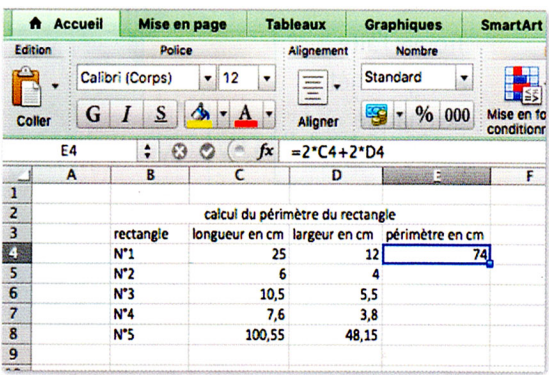 Accueil Mise en page Tableaux Graphiques SmartArt
Edition Police Alignement Nombre
Calibri (Corps) 12 Standard
G I S A % 000
Coller Aligner Mise en fo
conditionn
E4 fx =2*C4+2*D4
A B C D E F
1
2 calcul du périmètre du rectangle
3 rectangle longueur en cm largeur en cm périmètre en cm
4 N°1 25 12 74
5 N°2 6 4
6 N°3 10,5 5,5
7 N°4 7,6 3,8
8 N°5 100,55 48,15
9